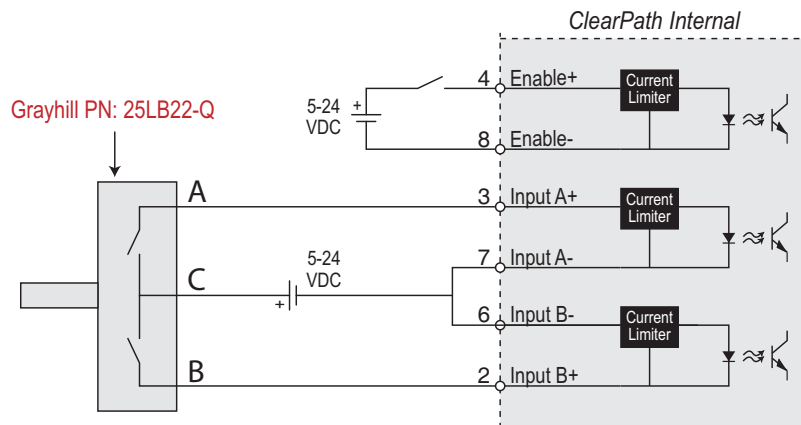 ClearPath Internal
4 Enable+
Current
Limiter
5-24
VDC
+
8 Enable-
Grayhill PN: 25LB22-Q
A
3 Input A+
Current
Limiter
5-24
VDC
7 Input A-
C
+
6 Input B-
Current
Limiter
B
2 Input B+